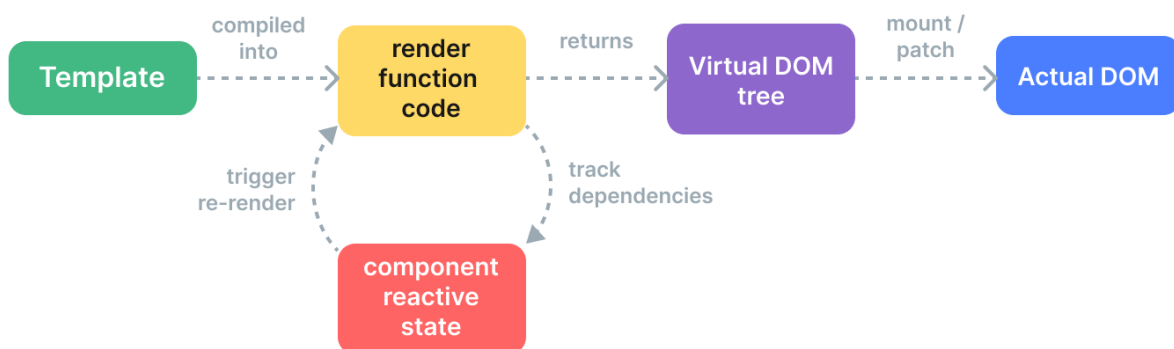 compiled
into
Template
render
function
code
returns
Virtual DOM
tree
mount /
patch
Actual DOM
trigger
re-render
track
dependencies
component
reactive
state